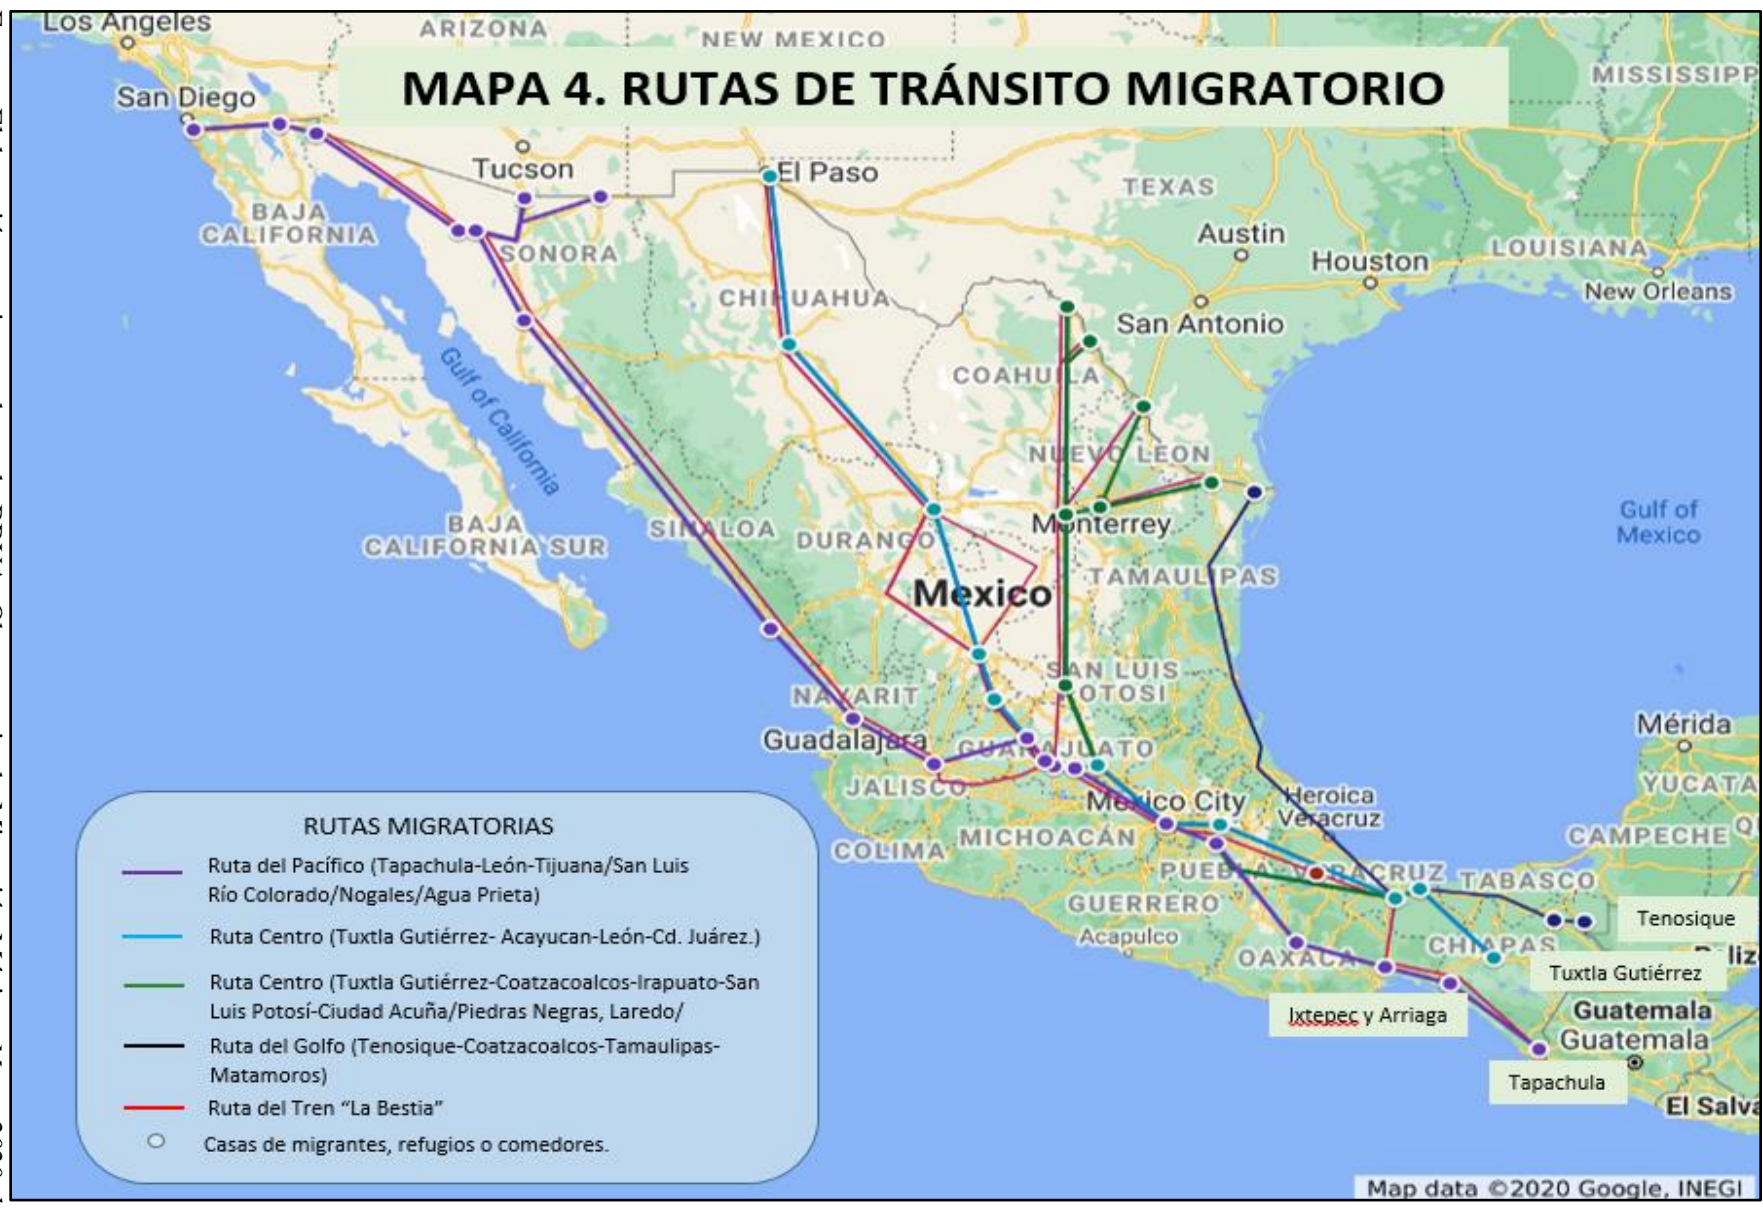 Los Angeles
ARIZONA
NEW MEXICO
MAPA 4. RUTAS DE TRÁNSITO MIGRATORIO
MISSISSIPP
San Diego
Tucson
El Paso
TEXAS
BAJA
CALIFORNIA
SONORA
Austin
Houston
LOUISIANA
New Orleans
CHIHUAHUA
San Antonio
Gulf of California
COAHUILA
NUEVO LEON
Monterrey
Gulf of
Mexico
BAJA
CALIFORNIA SUR
SINALOA
DURANGO
Mexico
TAMAULIPAS
NAYARIT
SAN LUIS
POTOSI
Mérida
Guadalajara
GUANAJUATO
YUCATA
JALISCO
Mexico City
Heroica
Veracruz
CAMPECHE
Q
COLIMA
MICHOACÁN
PUEBLA
VERACRUZ
TABASCO
GUERRERO
Tenosique
Acapulco
OAXACA
CHIAPAS
Beliz
Tuxtla Gutiérrez
Ixtepec y Arriaga
Guatemala
Guatemala
Tapachula
El Salva
RUTAS MIGRATORIAS
Ruta del Pacífico (Tapachula-León-Tijuana/San Luis
Río Colorado/Nogales/Agua Prieta)
Ruta Centro (Tuxtla Gutiérrez- Acayucan-León-Cd. Juárez.)
Ruta Centro (Tuxtla Gutiérrez-Coatzacoalcos-Irapuato-San
Luis Potosí-Ciudad Acuña/Piedras Negras, Laredo/
Ruta del Golfo (Tenosique-Coatzacoalcos-Tamaulipas-
Matamoros)
Ruta del Tren “La Bestia”
Casas de migrantes, refugios o comedores.
Map data ©2020 Google, INEGI